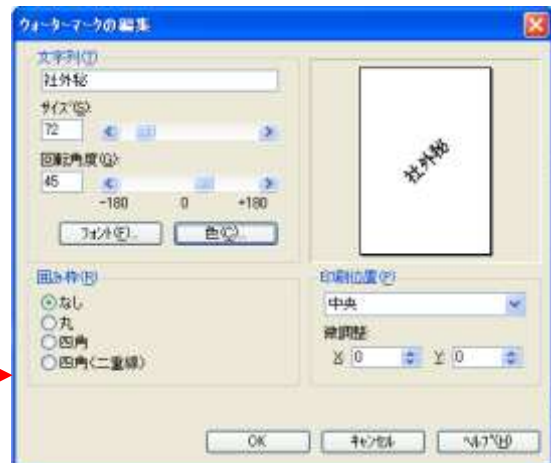 ウォーターマークの編集
文字列(T)
社外秘
サイズ(S):
72
回転角度(G):
45
-180 0 +180
フォント(F)... 色(C)...
社外秘
囲み枠(R)
なし
丸
四角
四角(二重線)
印刷位置(P)
中央
微調整
X 0 Y 0
OK キャンセル ヘルプ(H)